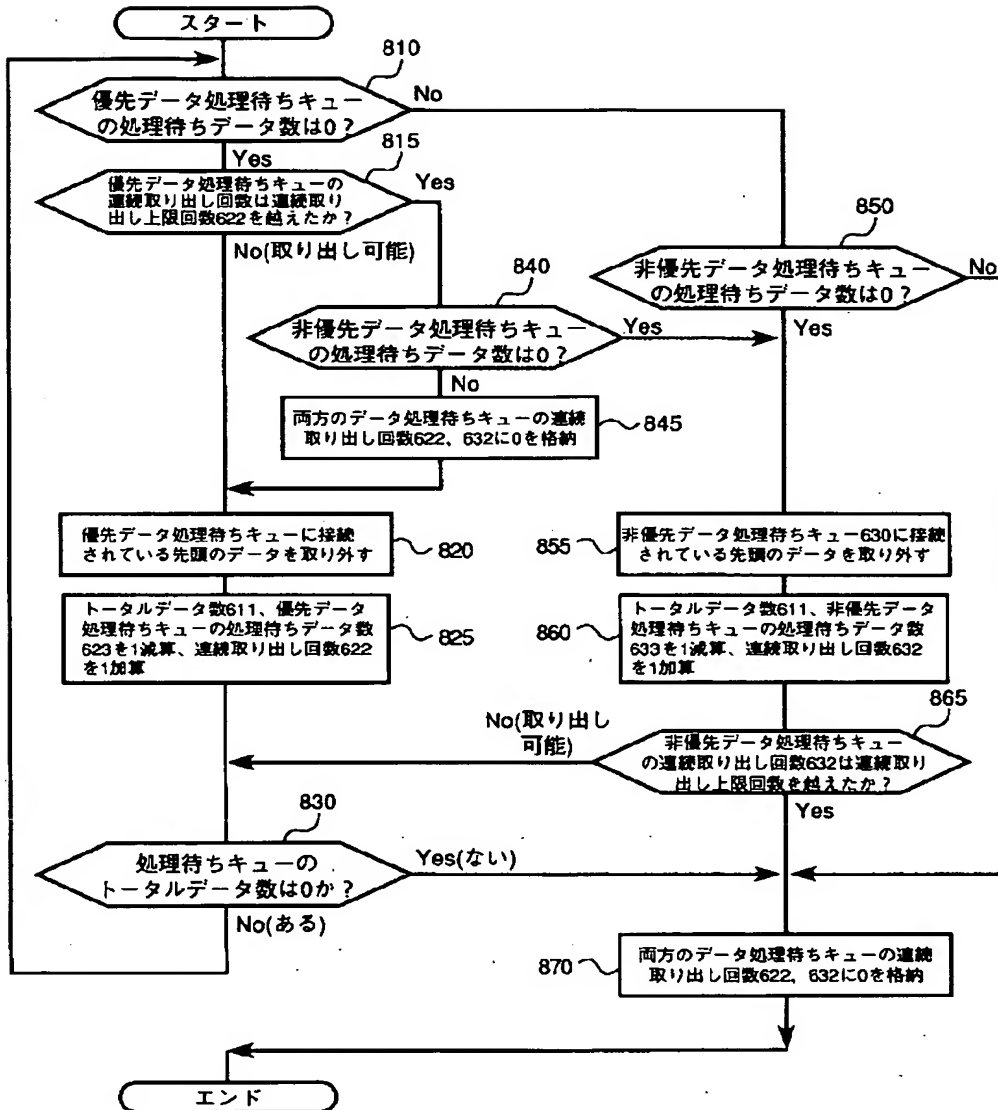 スタート
810
優先データ処理待ちキュー
の処理待ちデータ数は0？
No
Yes
815
優先データ処理待ちキューの
連続取り出し回数は連続取り
出し上限回数622を越えたか？
Yes
No(取り出し可能)
850
非優先データ処理待ちキュー
の処理待ちデータ数は0？
No
Yes
840
非優先データ処理待ちキュー
の処理待ちデータ数は0？
Yes
No
両方のデータ処理待ちキューの連続
取り出し回数622、632に0を格納
845
優先データ処理待ちキューに接続
されている先頭のデータを取り外す
820
855
非優先データ処理待ちキュー630に接続
されている先頭のデータを取り外す
トータルデータ数611、優先データ
処理待ちキューの処理待ちデータ数
623を1減算、連続取り出し回数622
を1加算
825
860
トータルデータ数611、非優先データ
処理待ちキューの処理待ちデータ数
633を1減算、連続取り出し回数632
を1加算
865
No(取り出し
可能)
非優先データ処理待ちキュー
の連続取り出し回数632は連続取り
出し上限回数を越えたか？
Yes
830
処理待ちキューの
トータルデータ数は0か？
Yes(ない)
No(ある)
870
両方のデータ処理待ちキューの連続
取り出し回数622、632に0を格納
エンド